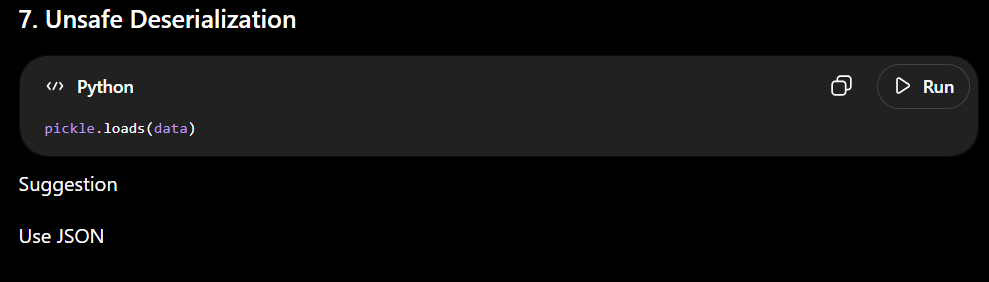 7. Unsafe Deserialization
Python
Run
pickle.loads(data)
Suggestion
Use JSON